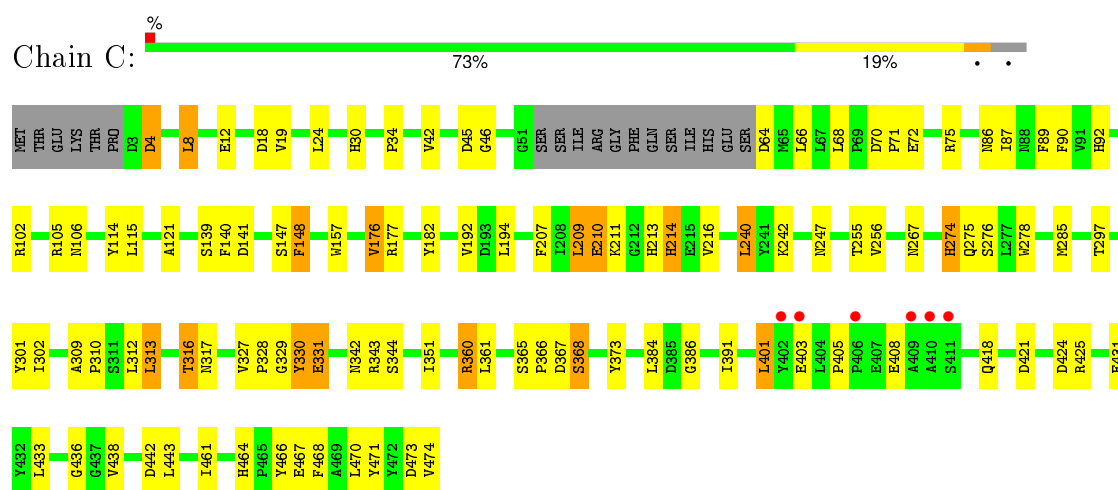 %
Chain C:
73% 19% • •
MET THR GLU LYS THR PRO D3 D4 L8 E12 D18 V19 L24 H30 P34 V42 D45 G46 G51 SER SER ILE ARG GLY PHE GLN SER ILE HIS GLU SER D64 M65 L66 L67 L68 P69 D70 P71 E72 R75 N86 I87 N88 F89 F90 V91 H92
R102 R105 N106 Y114 L115 A121 S139 F140 D141 S147 F148 W157 V176 R177 Y182 V192 D193 L194 F207 I208 L209 E210 K211 G212 H213 H214 E215 V216 L240 Y241 K242 N247 T255 V256 N267 H274 Q275 S276 L277 W278 M285 T297
Y301 I302 A309 P310 S311 L312 L313 T316 N317 V327 P328 G329 Y330 E331 N342 R343 S344 I351 R360 L361 S365 P366 D367 S368 Y373 L384 D385 G386 I391 L401 Y402 E403 L404 P405 P406 E407 E408 A409 A410 S411 Q418 D421 D424 R425
Y432 L433 G436 G437 V438 D442 L443 I461 H464 P465 Y466 E467 F468 A469 L470 Y471 Y472 D473 V474